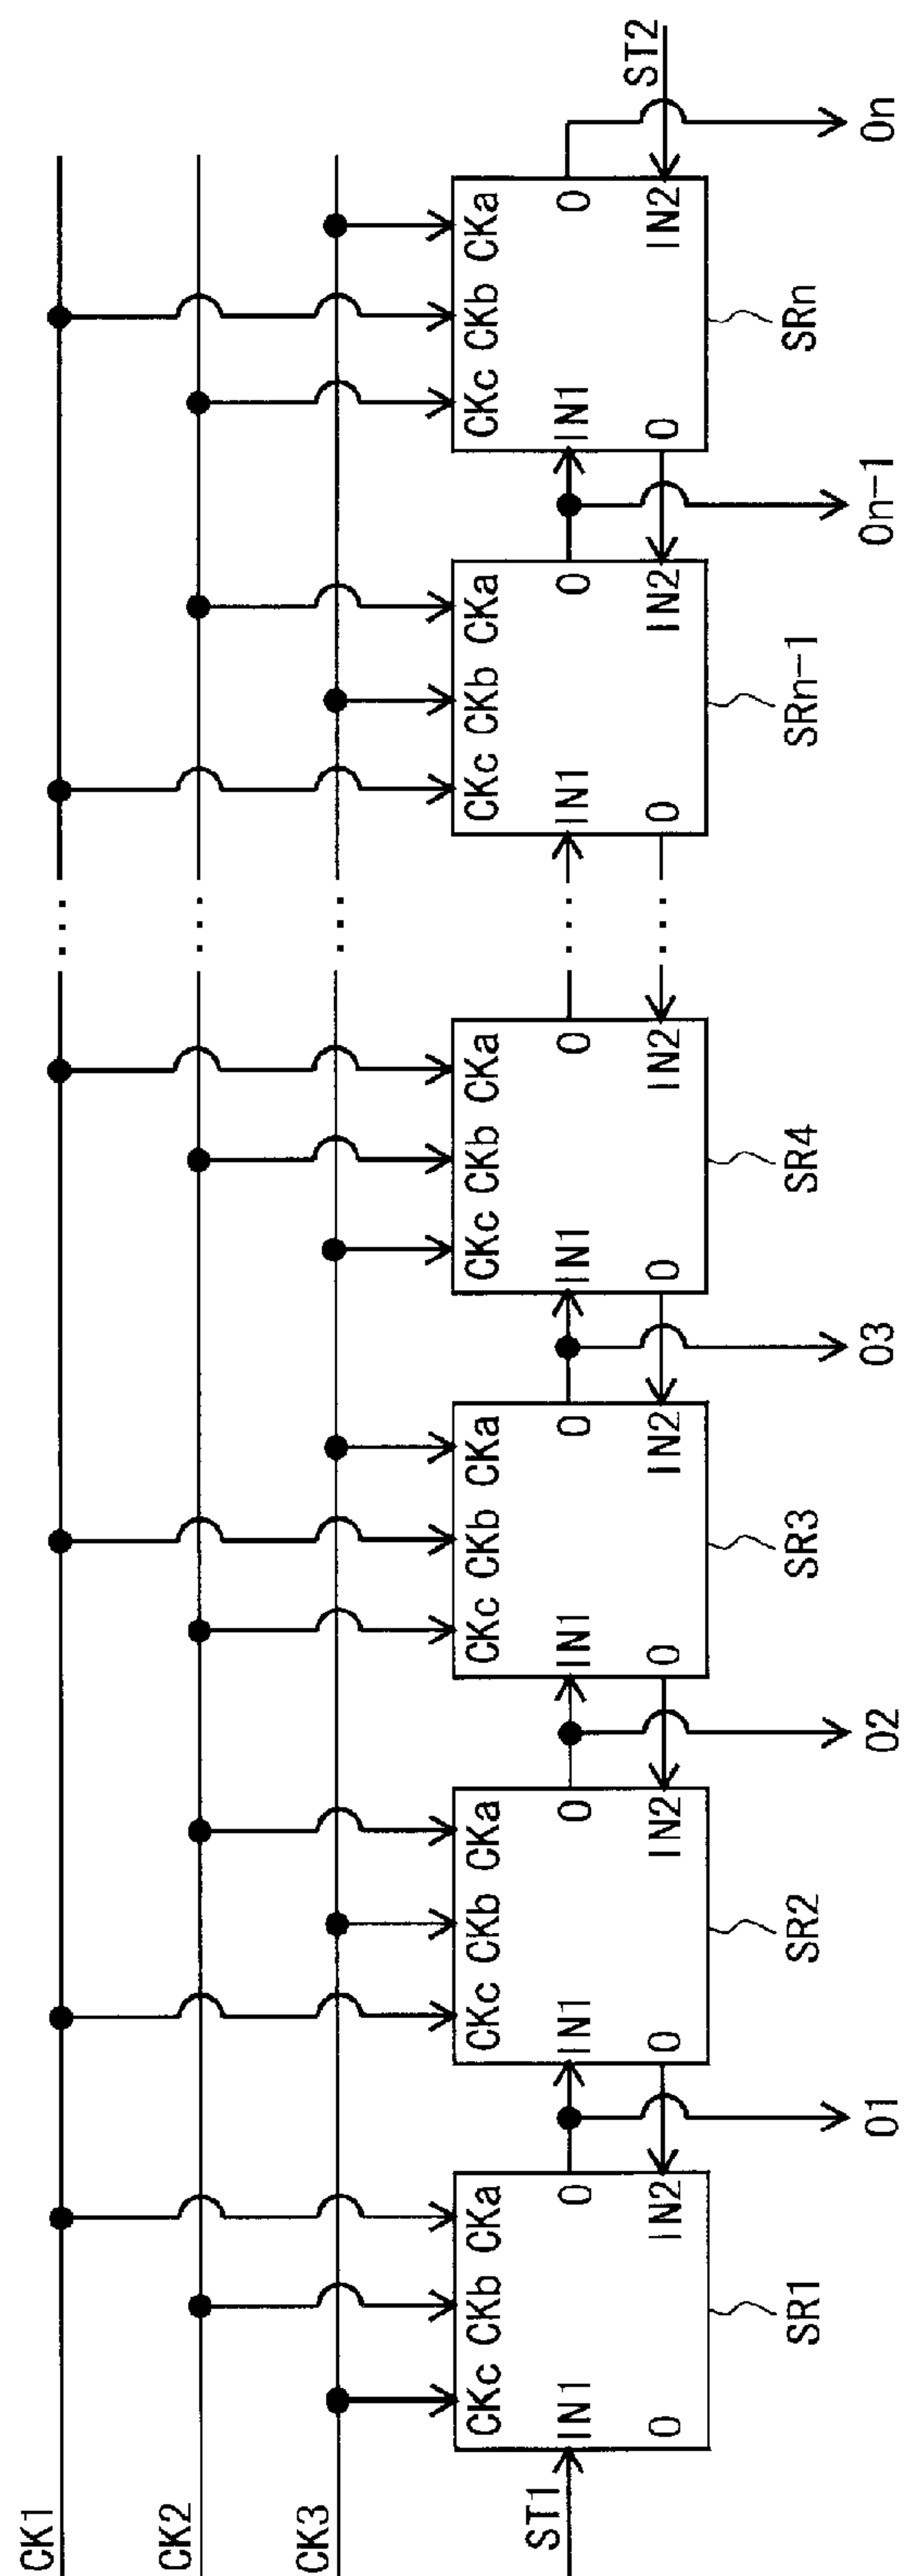 CK1
CK2
CK3
CKc CKb CKa CKc CKb CKa CKc CKb CKa CKc CKb CKa CKc CKb CKa CKc CKb CKa
ST1 IN1 O IN1 O IN1 O IN1 O ... IN1 O IN1 O
O IN2 O IN2 O IN2 O IN2 ... O IN2 O IN2 ST2
SR1 SR2 SR3 SR4 SRn-1 SRn
O1 O2 O3 On-1 On